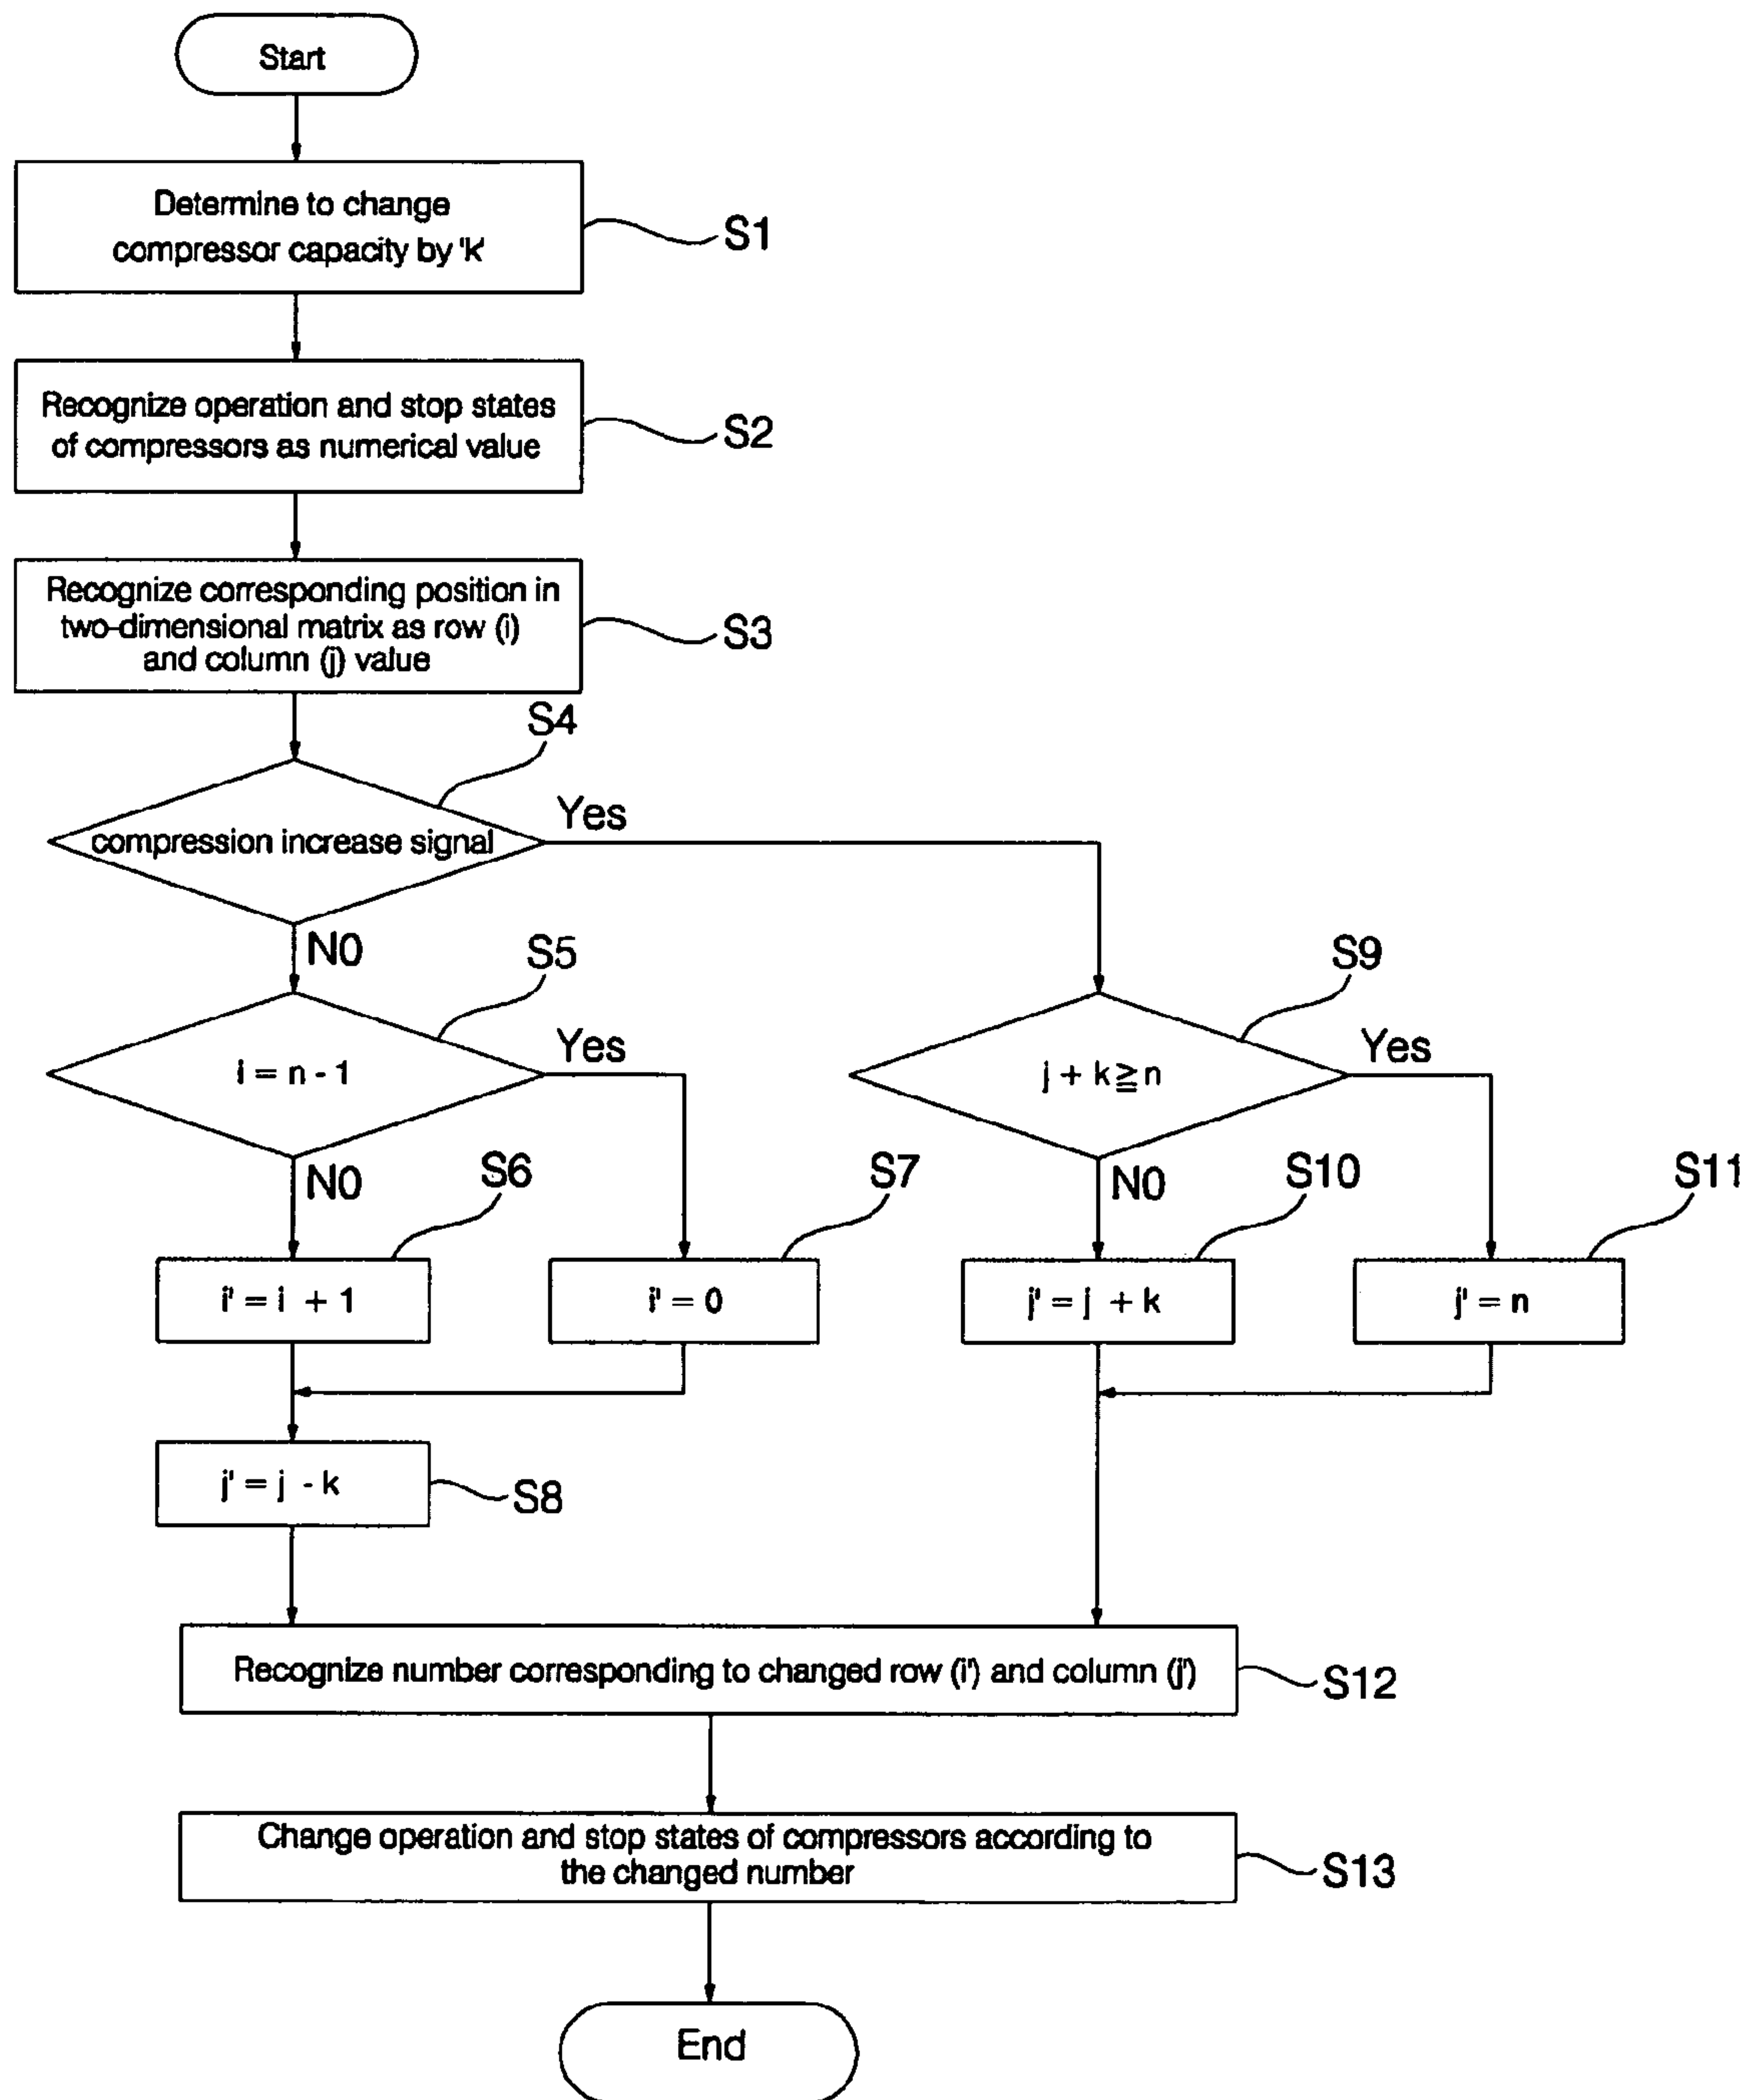 Start
Determine to change
compressor capacity by 'k'
S1
Recognize operation and stop states
of compressors as numerical value
S2
Recognize corresponding position in
two-dimensional matrix as row (i)
and column (j) value
S3
S4
compression increase signal
Yes
N0
S5
i = n - 1
Yes
S9
j + k ≧ n
Yes
N0
S6
S7
N0
S10
S11
i' = i + 1
i' = 0
j' = j + k
j' = n
j' = j - k
S8
Recognize number corresponding to changed row (i') and column (j')
S12
Change operation and stop states of compressors according to
the changed number
S13
End